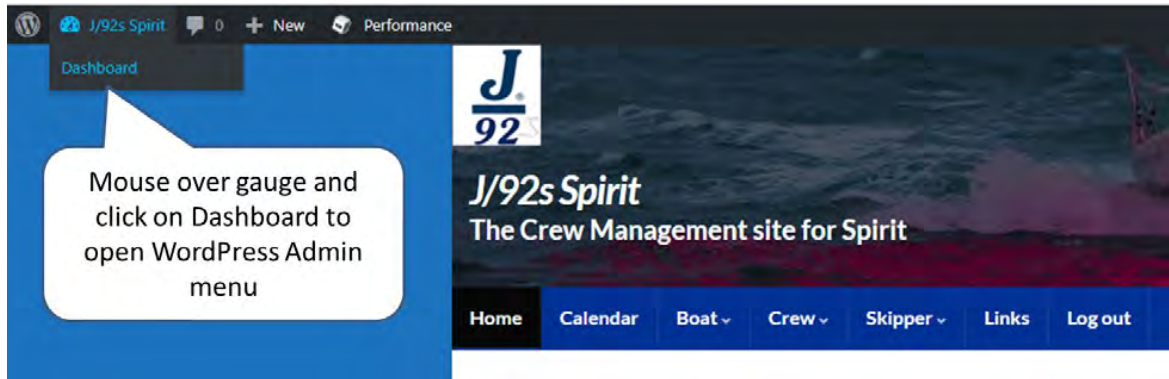 J/92s Spirit 0 New Performance
Dashboard
Mouse over gauge and
click on Dashboard to
open WordPress Admin
menu
J
92
J/92s Spirit
The Crew Management site for Spirit
Home Calendar Boat Crew Skipper Links Log out